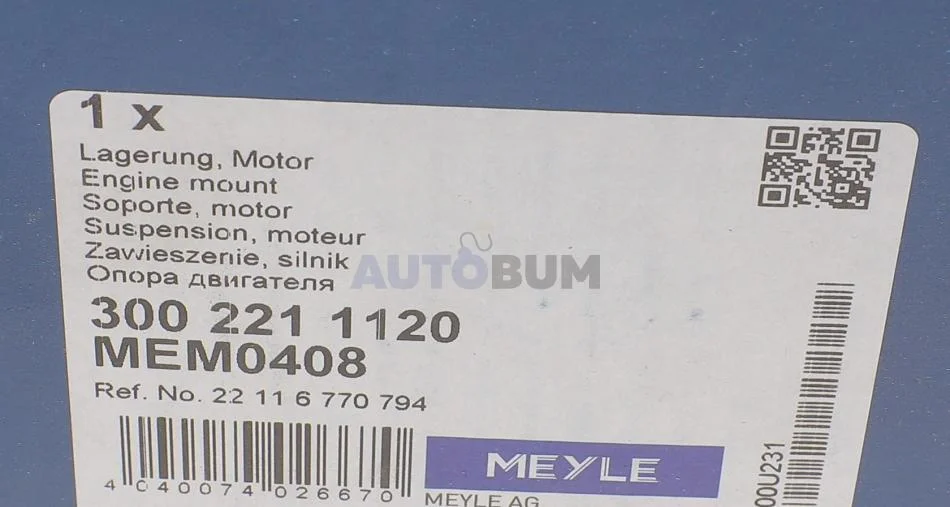 1 x
Lagerung, Motor
Engine mount
Soporte, motor
Suspension, moteur
Zawieszenie, silnik
Опора двигателя
AUTOBUM
300 221 1120
MEM0408
Ref. No. 22 11 6 770 794
4 040074 026670
MEYLE
MEYLE AG
00U231